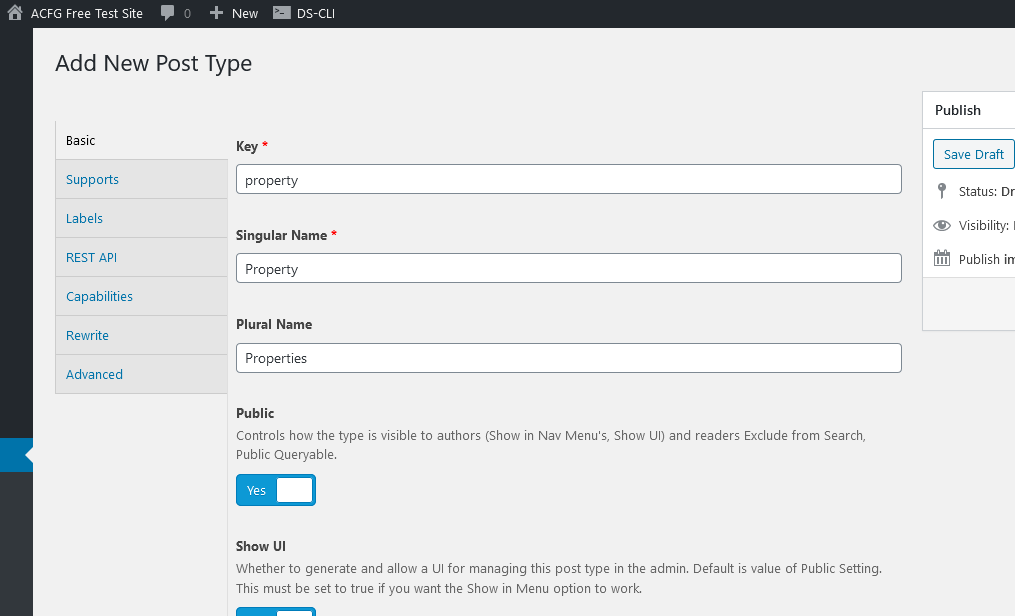 ACFG Free Test Site 0 New DS-CLI
Add New Post Type
Basic
Supports
Labels
REST API
Capabilities
Rewrite
Advanced
Key *
property
Singular Name *
Property
Plural Name
Properties
Public
Controls how the type is visible to authors (Show in Nav Menu's, Show UI) and readers Exclude from Search,
Public Queryable.
Yes
Show UI
Whether to generate and allow a UI for managing this post type in the admin. Default is value of Public Setting.
This must be set to true if you want the Show in Menu option to work.
Publish
Save Draft
Status: Dr
Visibility:
Publish im